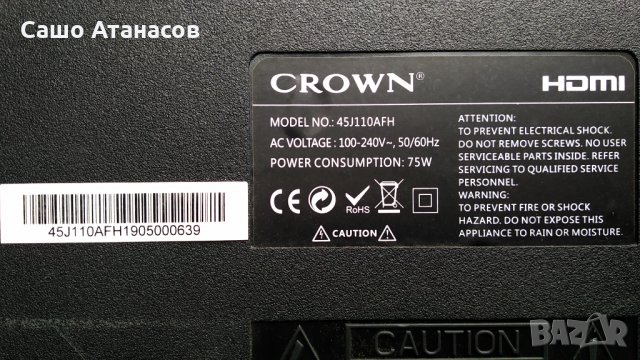 Сашо Атанасов
CROWN®
HDMI
MODEL NO.: 45J110AFH
AC VOLTAGE : 100-240V~, 50/60Hz
POWER CONSUMPTION: 75W
CE
RoHS
CAUTION
ATTENTION:
TO PREVENT ELECTRICAL SHOCK.
DO NOT REMOVE SCREWS. NO USER
SERVICEABLE PARTS INSIDE. REFER
SERVICING TO QUALIFIED SERVICE
PERSONNEL.
WARNING:
TO PREVENT FIRE OR SHOCK
HAZARD. DO NOT EXPOSE THIS
APPLIANCE TO RAIN OR MOISTURE.
45J110AFH1905000639
CAUTION
BAZAR